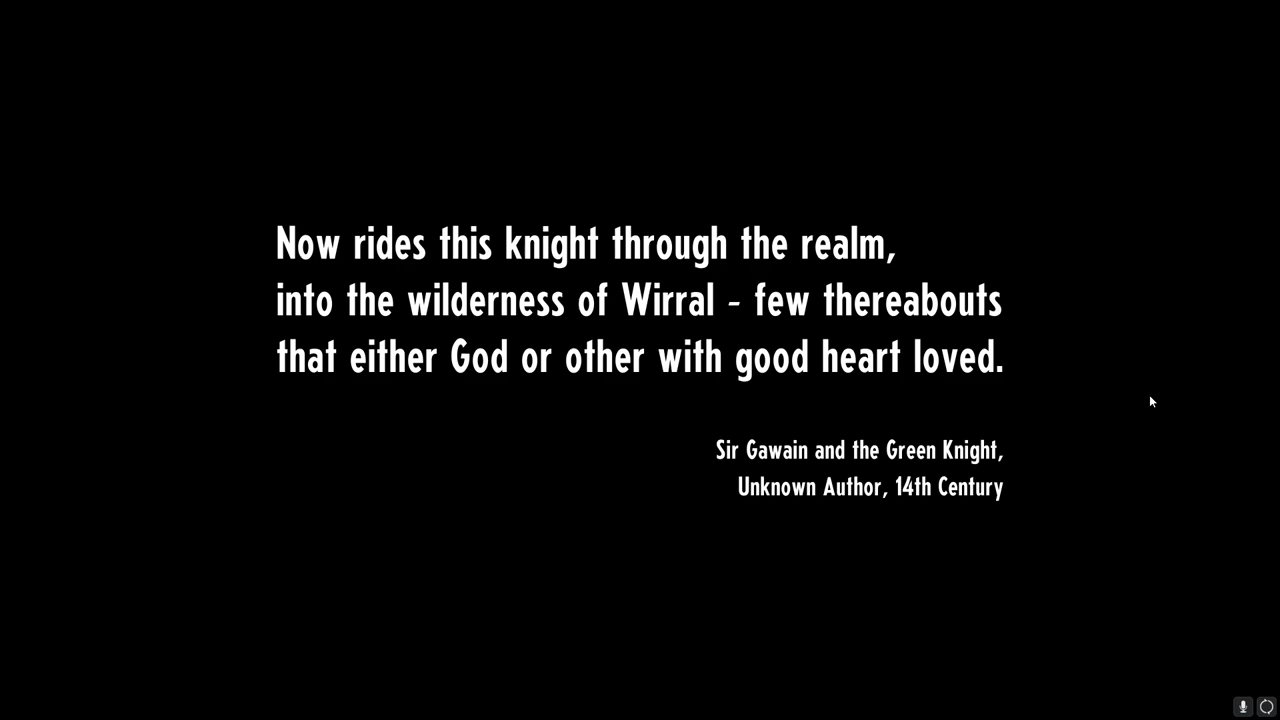 Now rides this knight through the realm,
into the wilderness of Wirral - few thereabouts
that either God or other with good heart loved.
Sir Gawain and the Green Knight,
Unknown Author, 14th Century